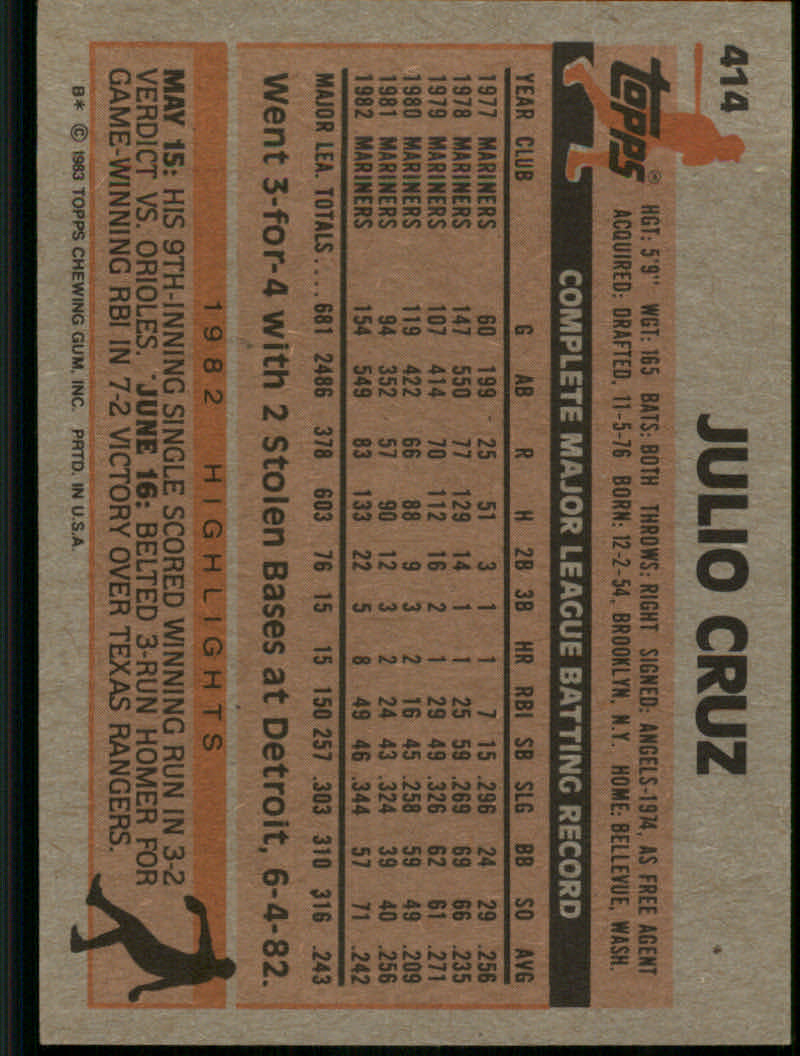 414
JULIO CRUZ
TOPPS®
HGT: 5'9" WGT: 165 BATS: BOTH THROWS: RIGHT SIGNED: ANGELS-1974, AS FREE AGENT
ACQUIRED: DRAFTED, 11-5-76 BORN: 12-2-54, BROOKLYN, N.Y. HOME: BELLEVUE, WASH.
COMPLETE MAJOR LEAGUE BATTING RECORD
YEAR CLUB G AB R H 2B 3B HR RBI SB SLG BB SO AVG
1977 MARINERS 60 199 25 51 3 1 1 7 15 .296 24 29 .256
1978 MARINERS 147 550 77 129 14 1 1 25 59 .269 69 66 .235
1979 MARINERS 107 414 70 112 16 2 1 29 49 .326 62 61 .271
1980 MARINERS 119 422 66 88 9 3 2 16 45 .258 59 49 .209
1981 MARINERS 94 352 57 90 12 3 2 24 43 .324 39 40 .256
1982 MARINERS 154 549 83 133 22 5 8 49 46 .344 57 71 .242
MAJOR LEA. TOTALS.... 681 2486 378 603 76 15 15 150 257 .303 310 316 .243
Went 3-for-4 with 2 Stolen Bases at Detroit, 6-4-82.
1982 HIGHLIGHTS
MAY 15: HIS 9TH-INNING SINGLE SCORED WINNING RUN IN 3-2
VERDICT VS. ORIOLES. JUNE 16: BELTED 3-RUN HOMER FOR
GAME-WINNING RBI IN 7-2 VICTORY OVER TEXAS RANGERS.
B* © 1983 TOPPS CHEWING GUM, INC. PRTD. IN U.S.A.